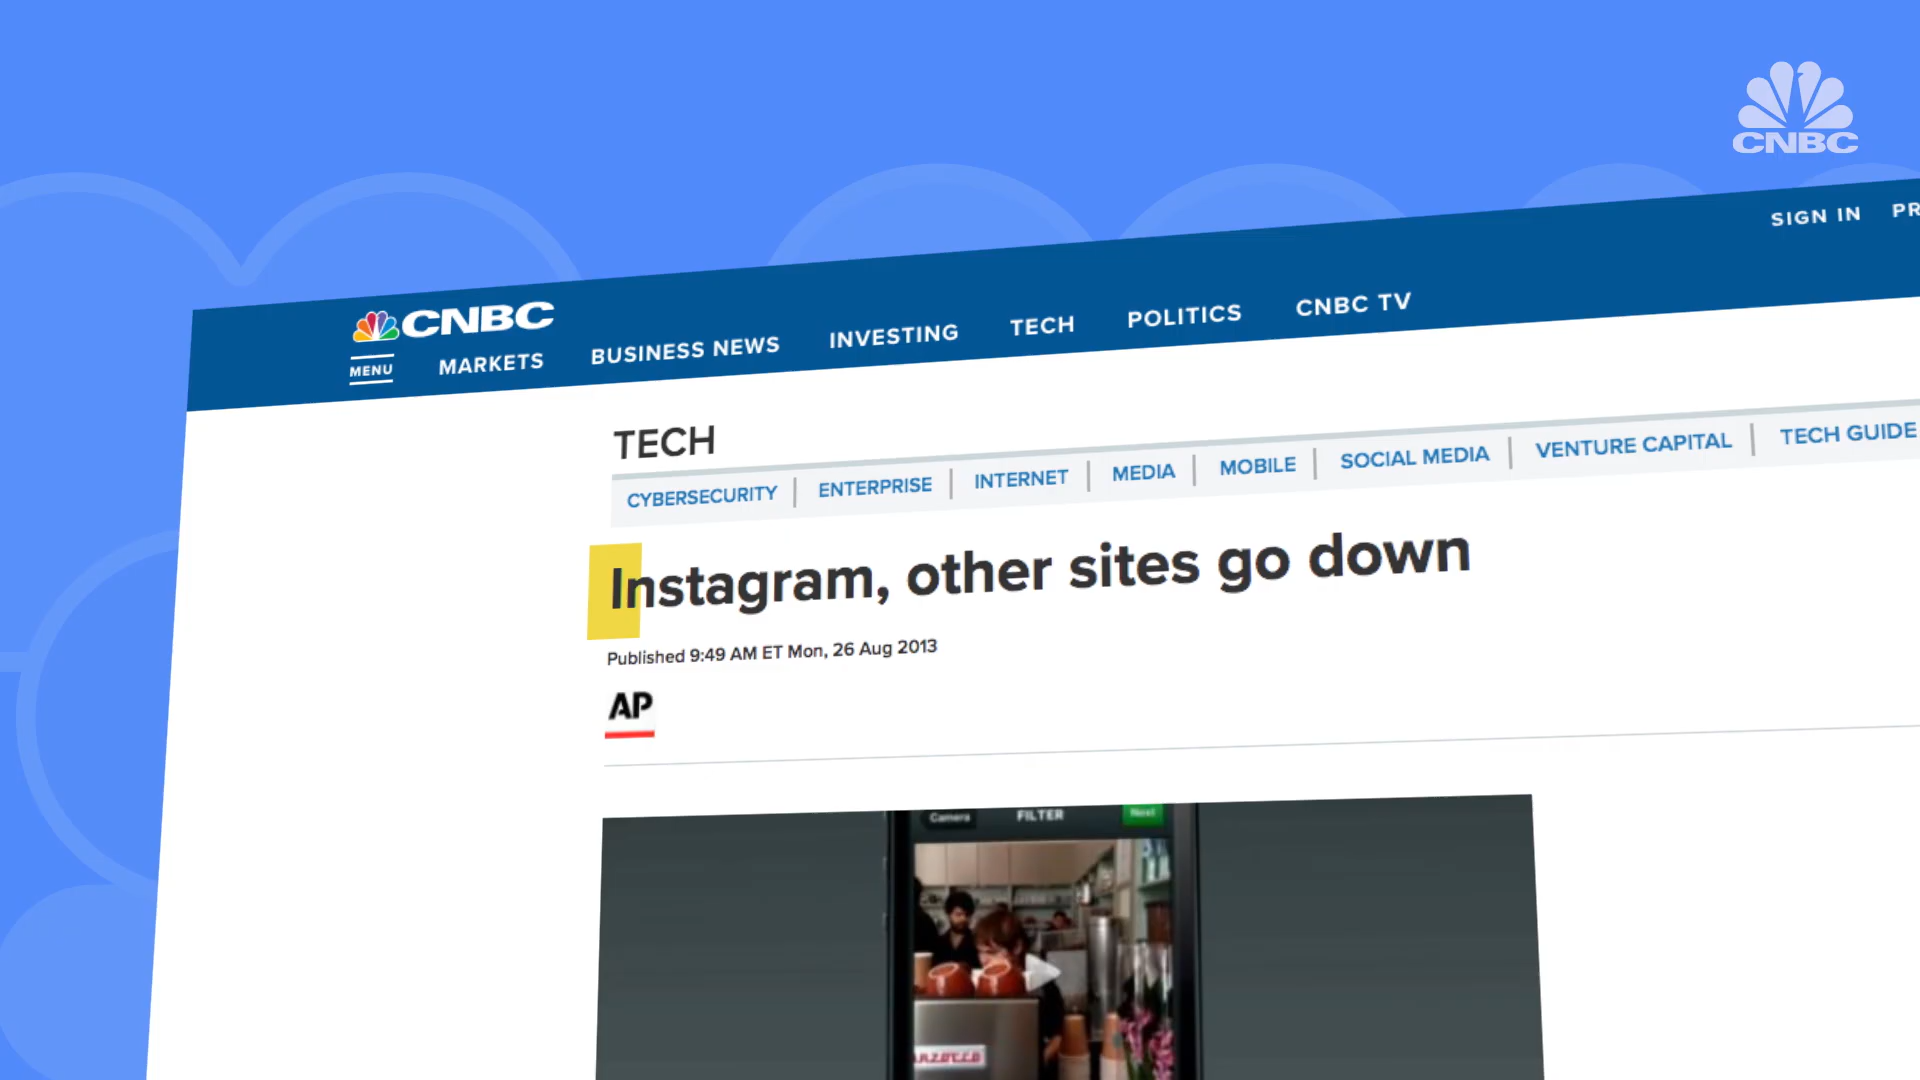 CNBC
SIGN IN PR
CNBC
MENU MARKETS BUSINESS NEWS INVESTING TECH POLITICS CNBC TV
TECH
CYBERSECURITY ENTERPRISE INTERNET MEDIA MOBILE SOCIAL MEDIA VENTURE CAPITAL TECH GUIDE
Instagram, other sites go down
Published 9:49 AM ET Mon, 26 Aug 2013
AP
Camera FILTER Next